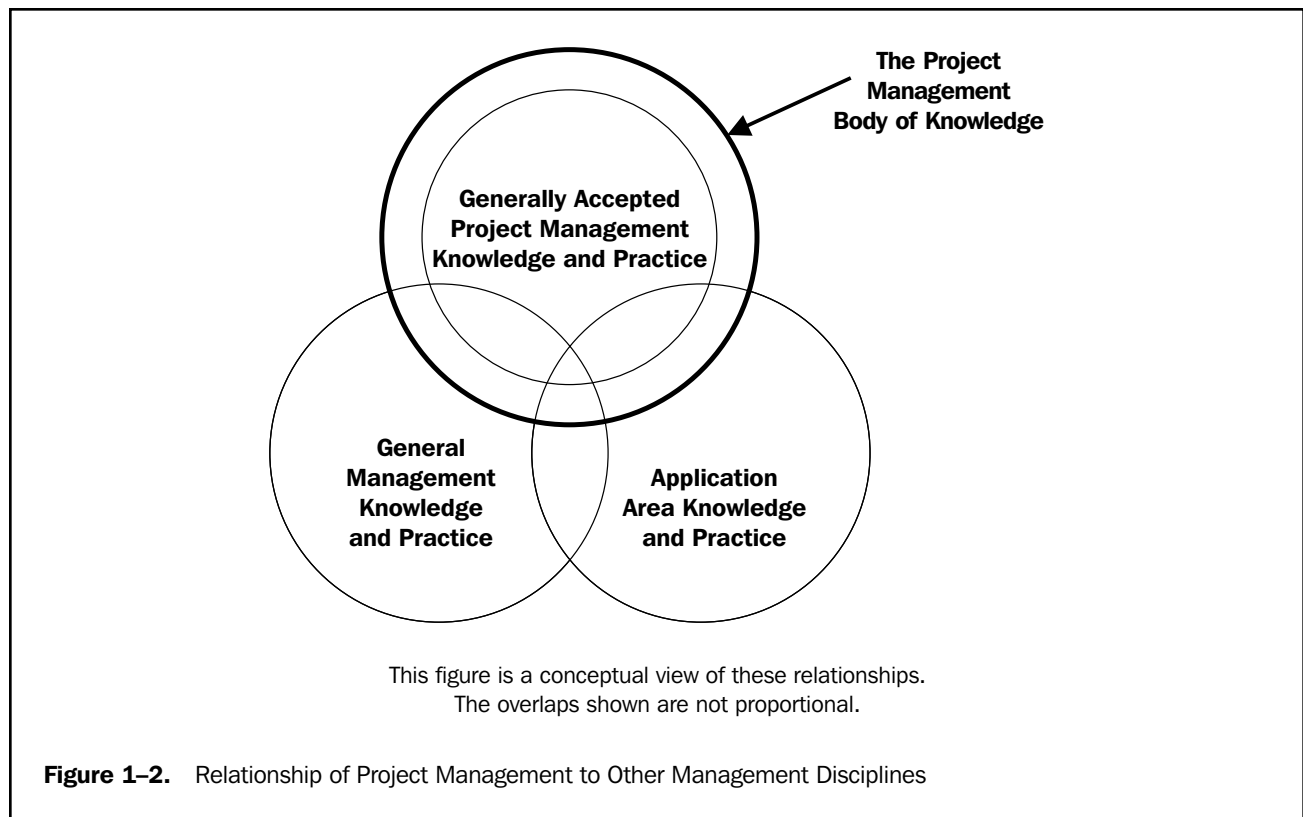 The Project
Management
Body of Knowledge
Generally Accepted
Project Management
Knowledge and Practice
General
Management
Knowledge
and Practice
Application
Area Knowledge
and Practice
This figure is a conceptual view of these relationships.
The overlaps shown are not proportional.
Figure 1–2. Relationship of Project Management to Other Management Disciplines